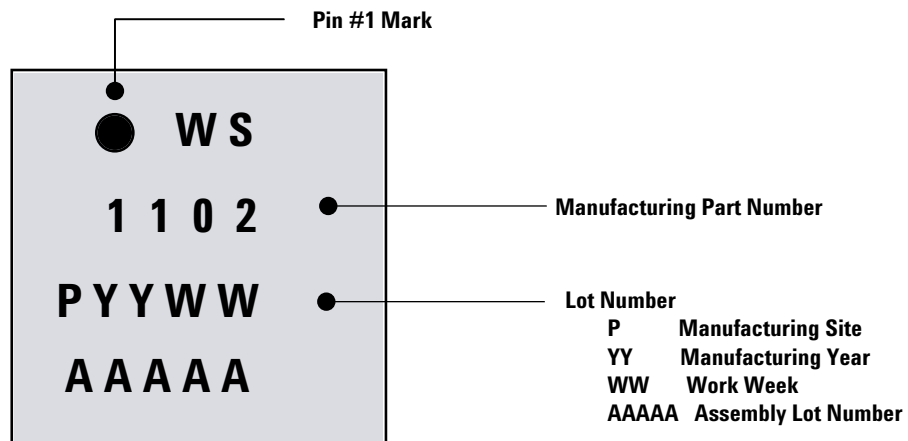 Pin #1 Mark
W S
1 1 0 2
Manufacturing Part Number
P Y Y W W
A A A A A
Lot Number
P Manufacturing Site
YY Manufacturing Year
WW Work Week
AAAAA Assembly Lot Number